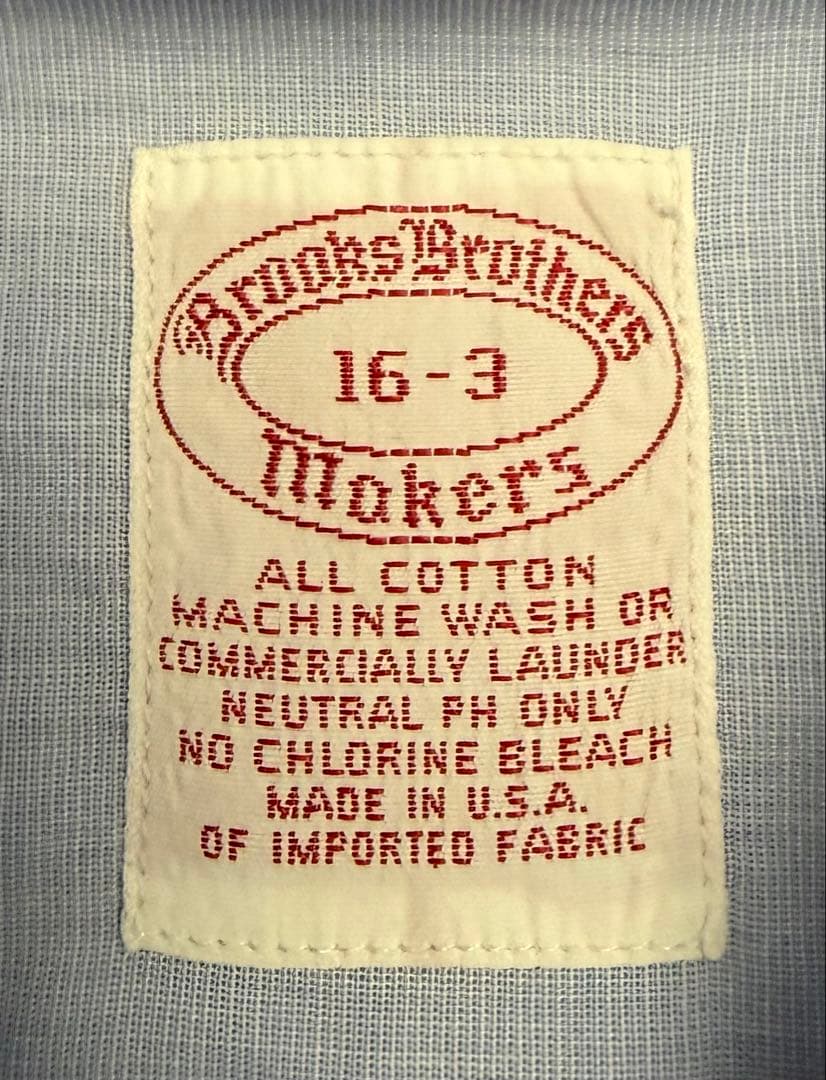 Brooks Brothers
16-3
Makers
ALL COTTON
MACHINE WASH OR
COMMERCIALLY LAUNDER
NEUTRAL PH ONLY
NO CHLORINE BLEACH
MADE IN U.S.A.
OF IMPORTED FABRIC